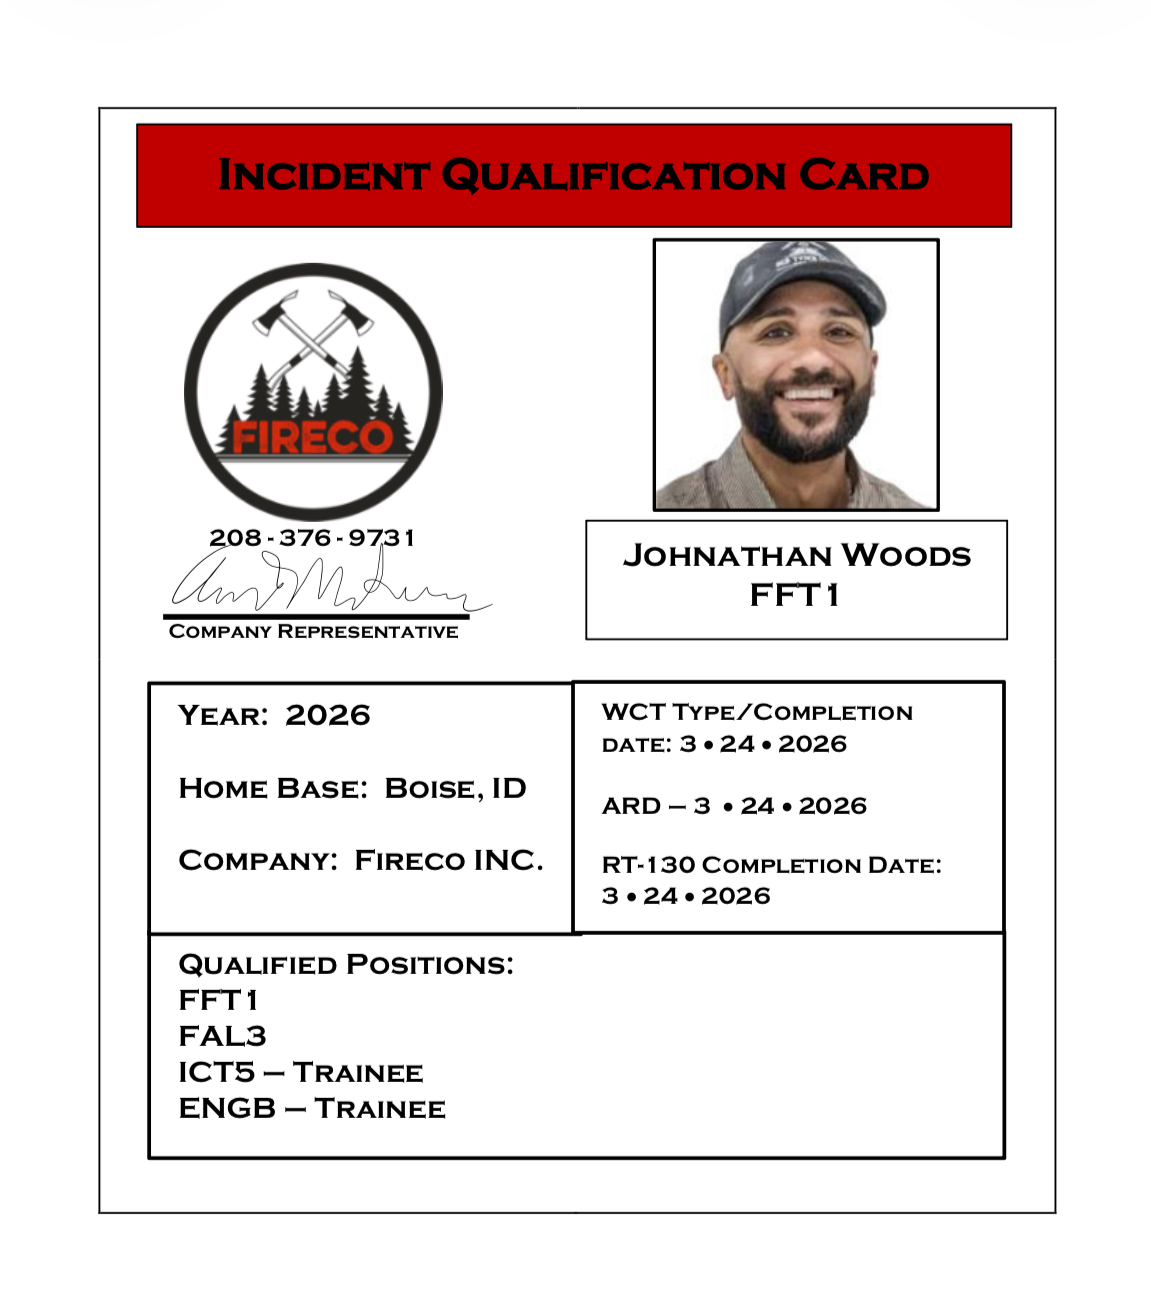 Incident Qualification Card
FIRECO
208-376-9731
Company Representative
Johnathan Woods
FFT1
Year: 2026
Home Base: Boise, ID
Company: Fireco INC.
WCT Type/Completion
date: 3 • 24 • 2026
ARD – 3 • 24 • 2026
RT-130 Completion Date:
3 • 24 • 2026
Qualified Positions:
FFT1
FAL3
ICT5 – Trainee
ENGB – Trainee